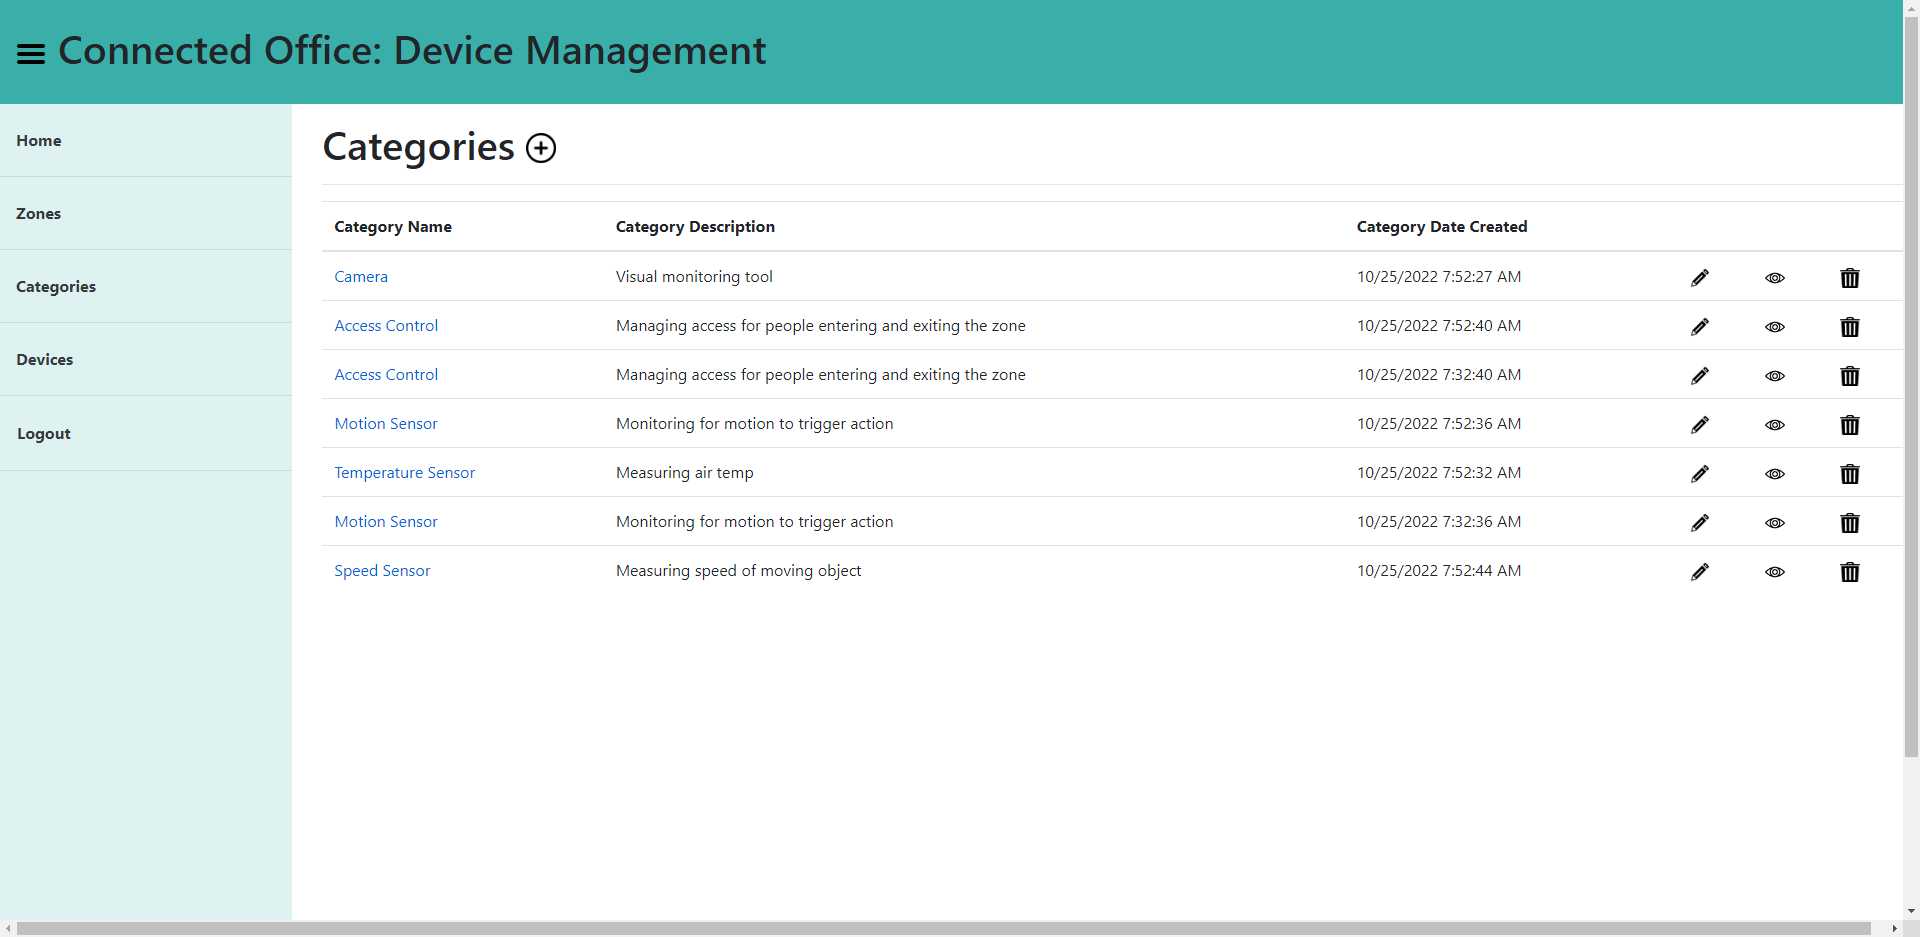 Connected Office: Device Management
Home
Zones
Categories
Devices
Logout
Categories
Category Name Category Description Category Date Created
Camera Visual monitoring tool 10/25/2022 7:52:27 AM
Access Control Managing access for people entering and exiting the zone 10/25/2022 7:52:40 AM
Access Control Managing access for people entering and exiting the zone 10/25/2022 7:32:40 AM
Motion Sensor Monitoring for motion to trigger action 10/25/2022 7:52:36 AM
Temperature Sensor Measuring air temp 10/25/2022 7:52:32 AM
Motion Sensor Monitoring for motion to trigger action 10/25/2022 7:32:36 AM
Speed Sensor Measuring speed of moving object 10/25/2022 7:52:44 AM